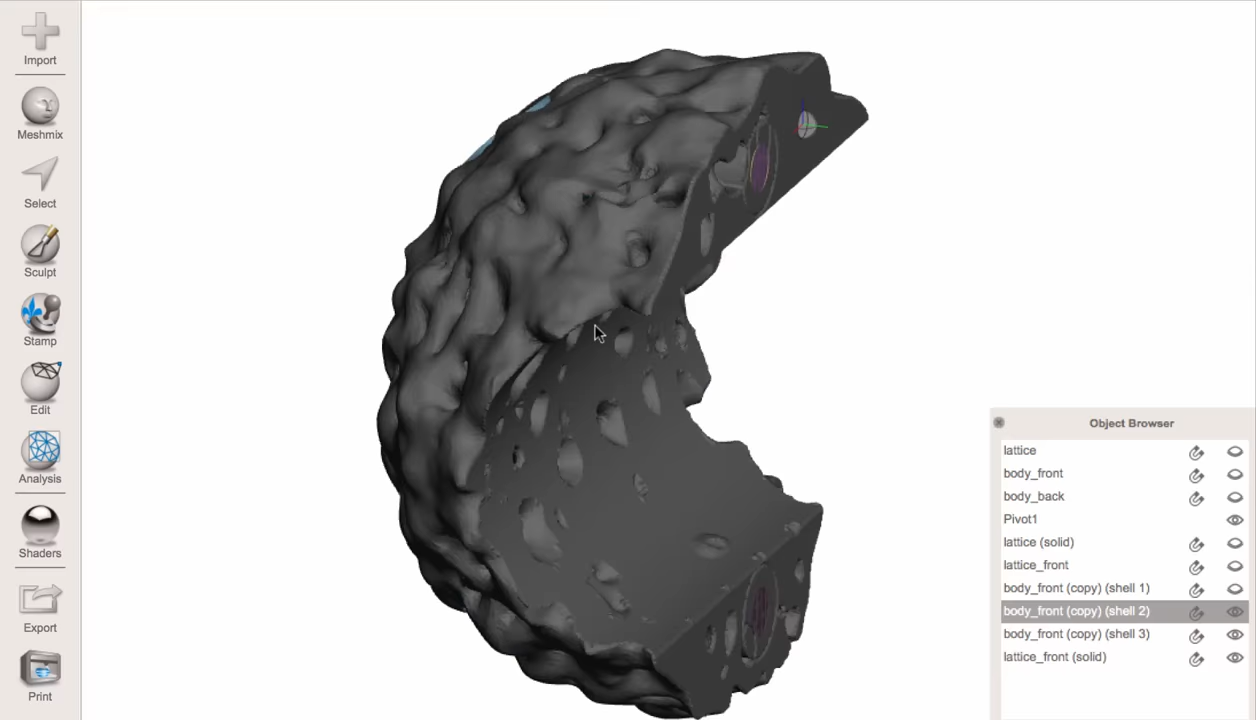 Import
Meshmix
Select
Sculpt
Stamp
Edit
Analysis
Shaders
Export
Print
Object Browser
lattice
body_front
body_back
Pivot1
lattice (solid)
lattice_front
body_front (copy) (shell 1)
body_front (copy) (shell 2)
body_front (copy) (shell 3)
lattice_front (solid)